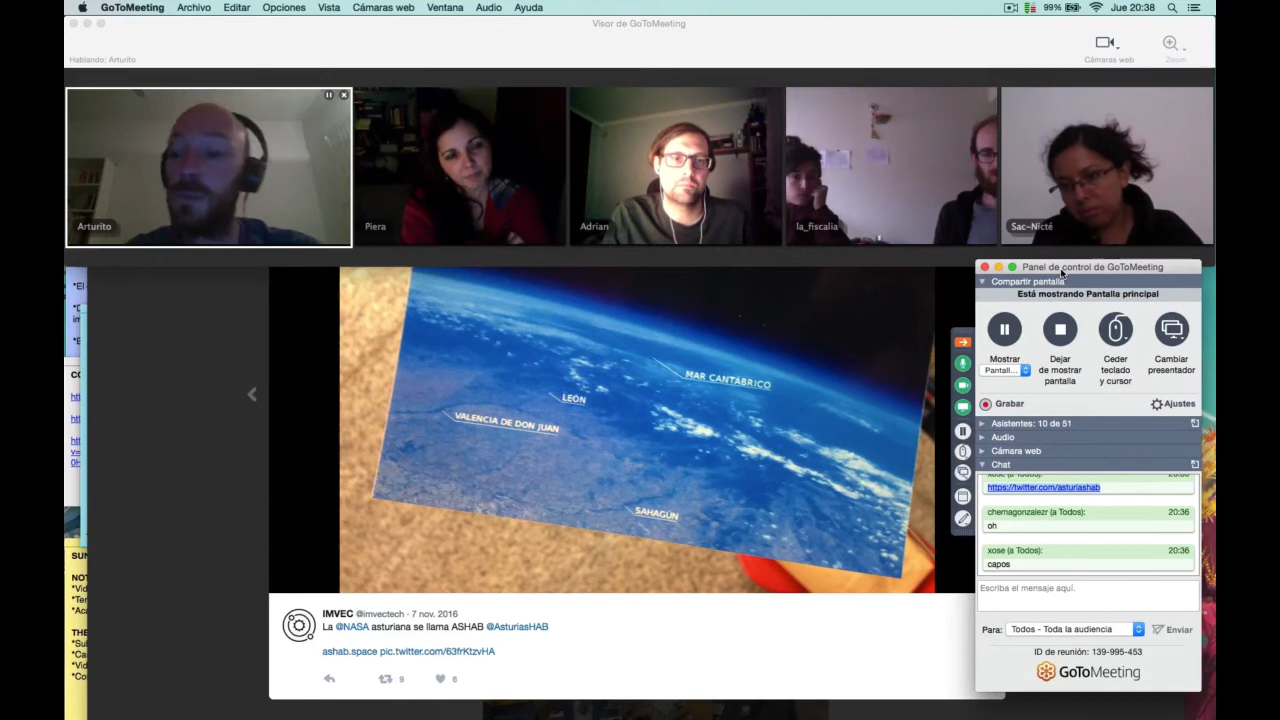 GoToMeeting Archivo Editar Opciones Vista Cámaras web Ventana Audio Ayuda 99% Jue 20:38
Visor de GoToMeeting
Hablando: Arturito
Cámaras web
Zoom
Arturito
Piera
Adrian
la_fiscalia
Sac-Nicté
MAR CANTÁBRICO
LEÓN
VALENCIA DE DON JUAN
SAHAGÚN
IMVEC @imvectech · 7 nov. 2016
La @NASA asturiana se llama ASHAB @AsturiasHAB
ashab.space pic.twitter.com/63frKtzvHA
9
6
Panel de control de GoToMeeting
Compartir pantalla
Está mostrando Pantalla principal
Mostrar
Pantall...
Dejar
de mostrar
pantalla
Ceder
teclado
y cursor
Cambiar
presentador
Grabar
Ajustes
Asistentes: 10 de 51
Audio
Cámara web
Chat
https://twitter.com/asturiashab
chemagonzalezr (a Todos): 20:36
oh
xose (a Todos): 20:36
capos
Escriba el mensaje aquí.
Para: Todos - Toda la audiencia Enviar
ID de reunión: 139-995-453
GoToMeeting